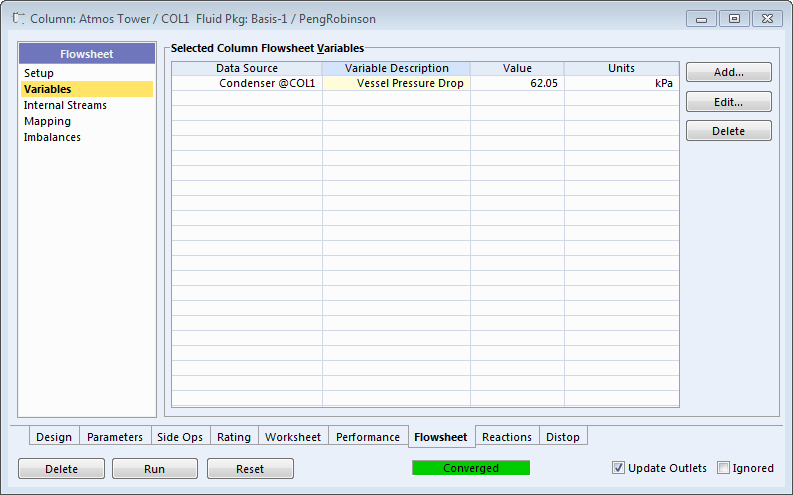 Column: Atmos Tower / COL1 Fluid Pkg: Basis-1 / PengRobinson
Flowsheet
Setup
Variables
Internal Streams
Mapping
Imbalances
Selected Column Flowsheet Variables
Data Source Variable Description Value Units
Condenser @COL1 Vessel Pressure Drop 62.05 kPa
Add...
Edit...
Delete
Design Parameters Side Ops Rating Worksheet Performance Flowsheet Reactions Distop
Delete Run Reset Converged Update Outlets Ignored